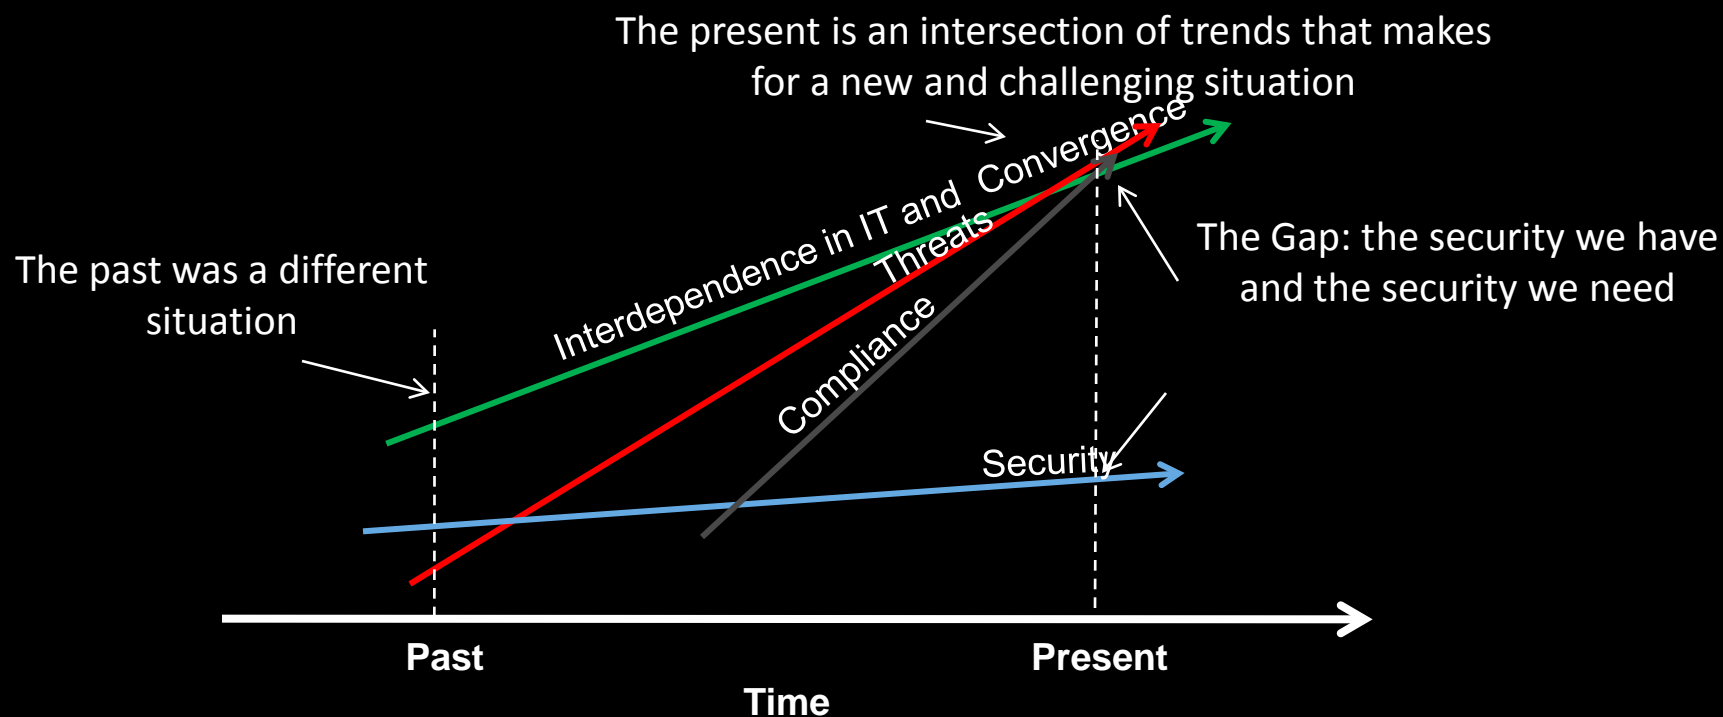 The present is an intersection of trends that makes
for a new and challenging situation
Interdependence in IT and Convergence
Threats
The Gap: the security we have
and the security we need
The past was a different
situation
Compliance
Security
Past
Present
Time